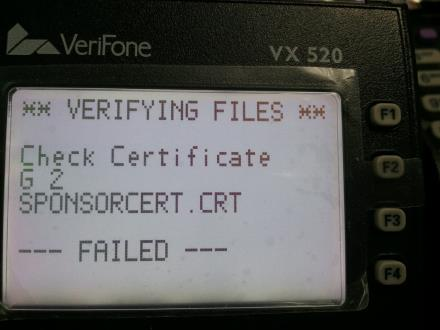 VeriFone
VX 520
** VERIFYING FILES **
Check Certificate
G 2
SPONSORCERT.CRT
--- FAILED ---
F1
F2
F3
F4